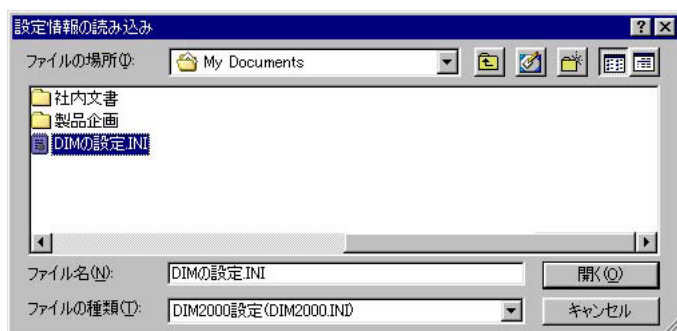 設定情報の読み込み
ファイルの場所(I):
My Documents
社内文書
製品企画
DIMの設定.INI
ファイル名(N):
DIMの設定.INI
開く(O)
ファイルの種類(T):
DIM2000設定(DIM2000.INI)
キャンセル